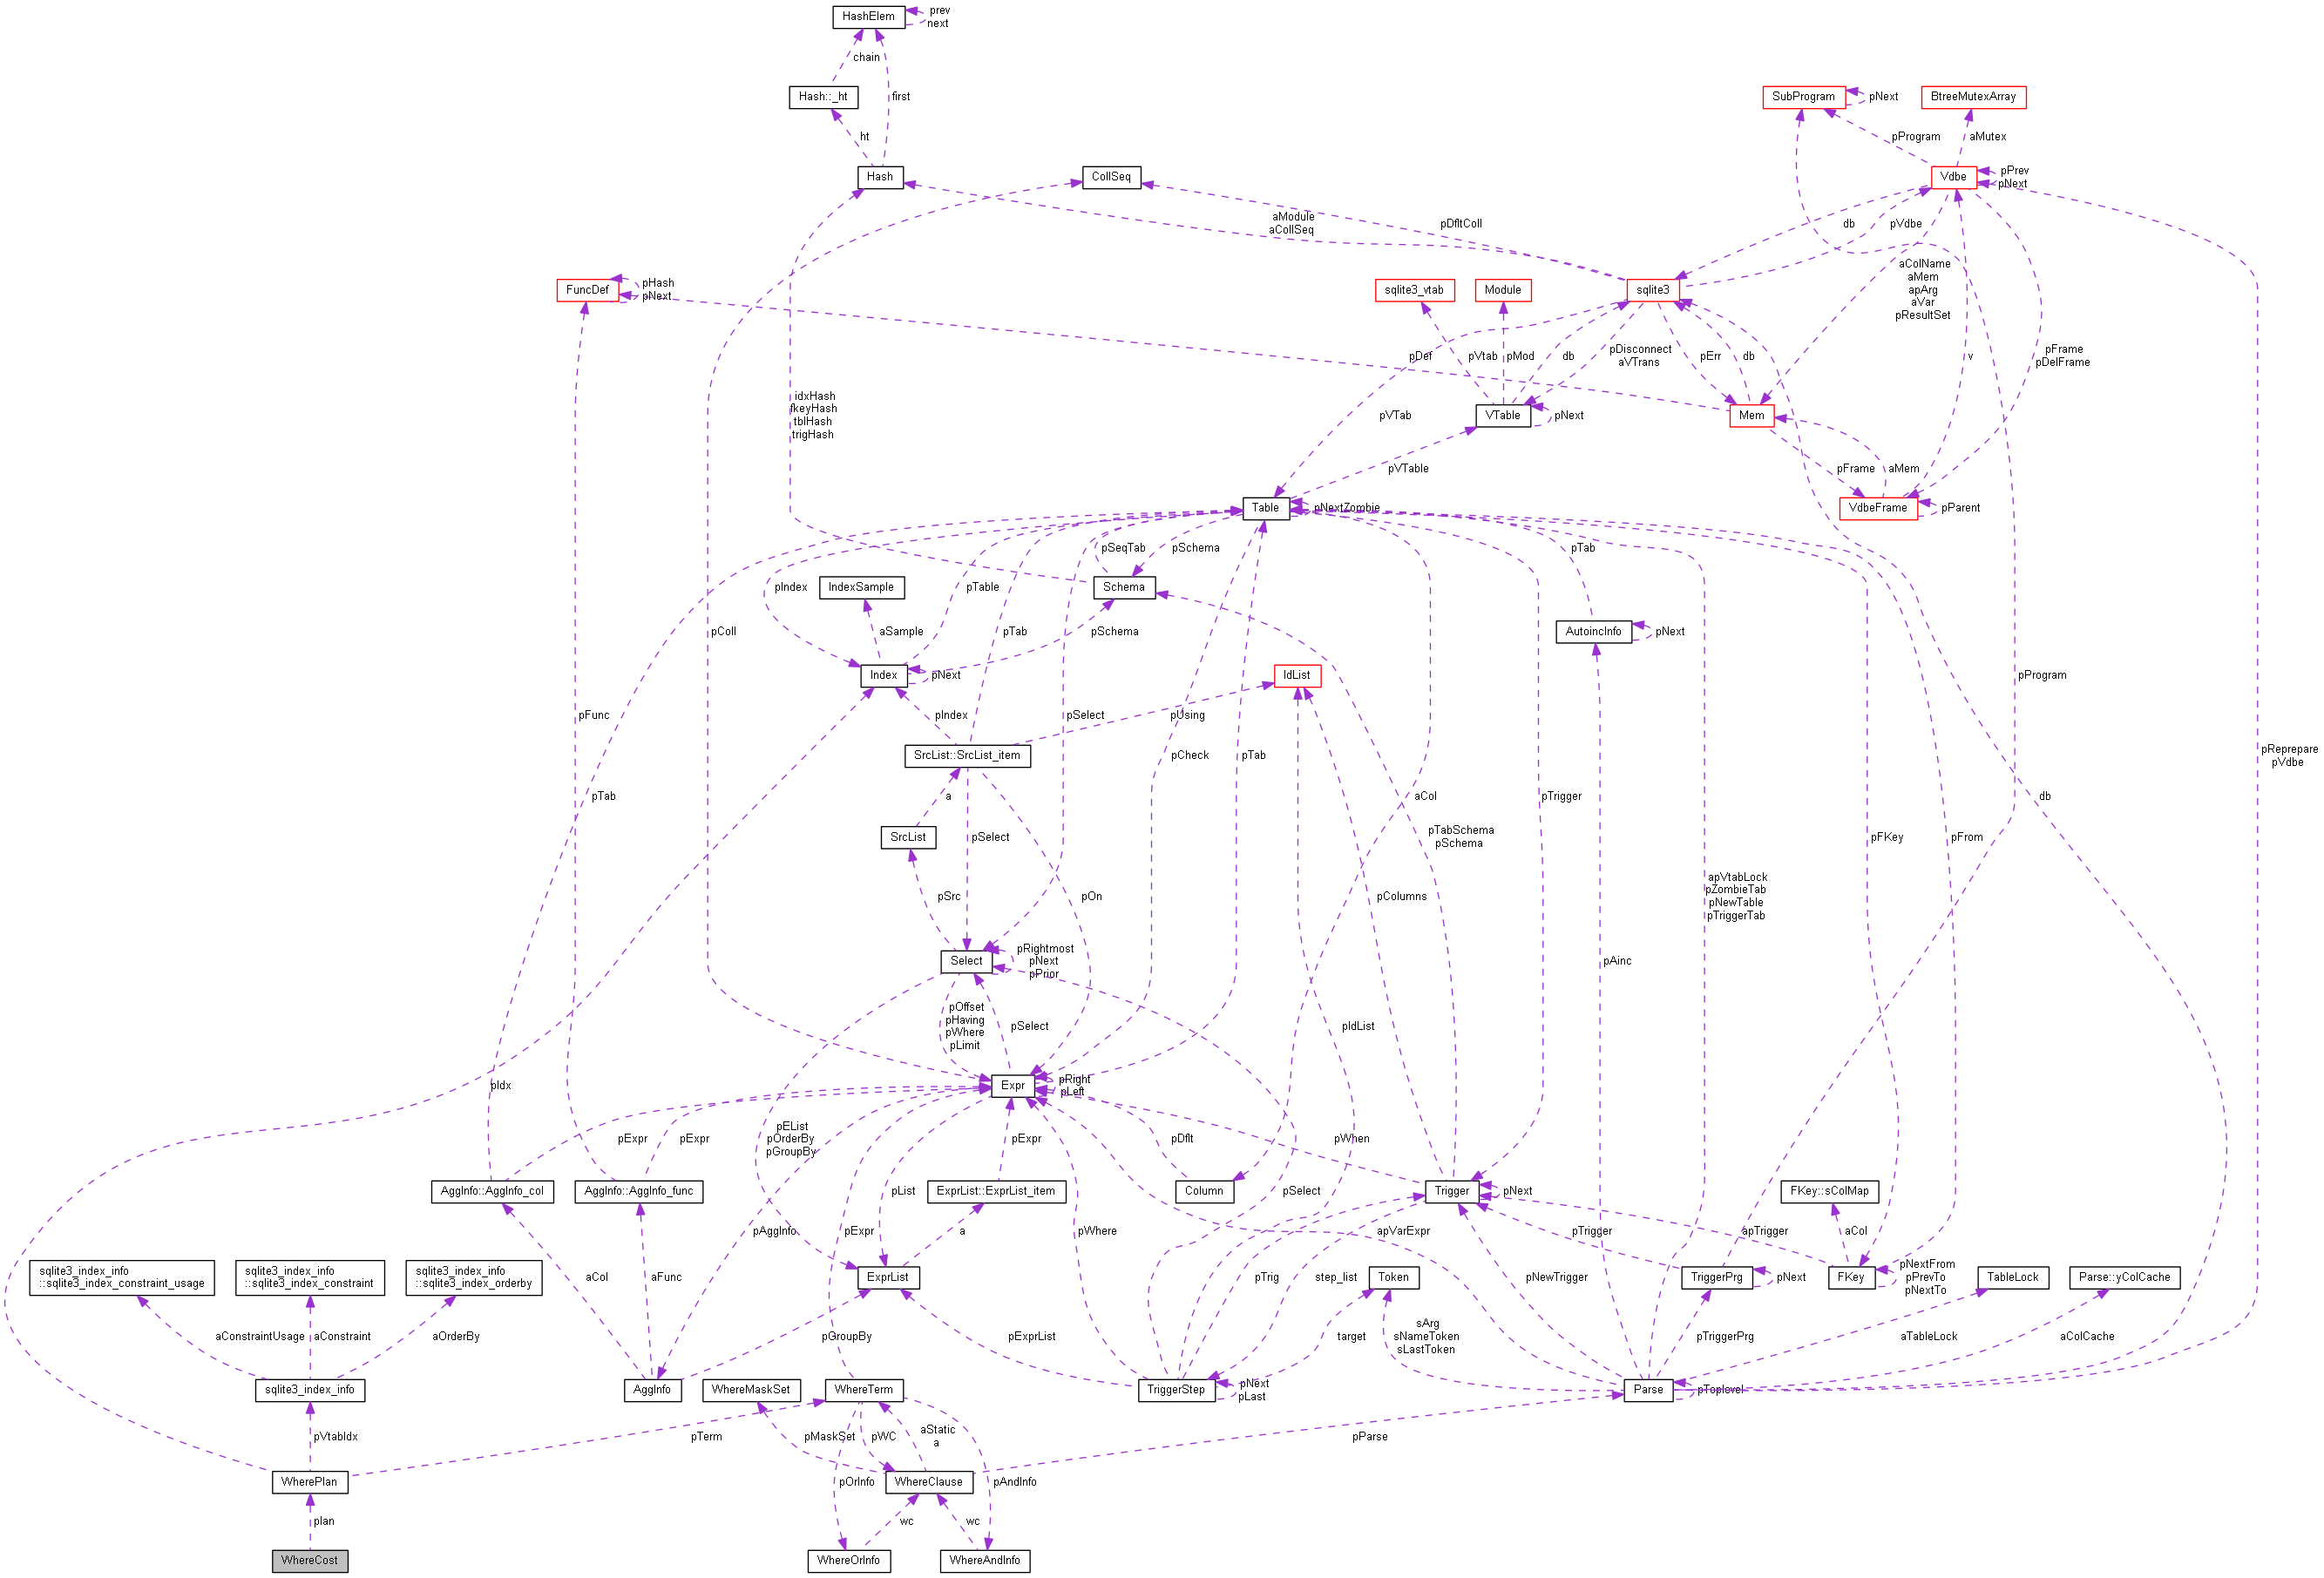 HashElem
prev
next
chain
Hash::_ht
first
SubProgram
pNext
BtreeMutexArray
ht
pProgram
aMutex
Hash
CollSeq
Vdbe
pPrev
pNext
aModule
aCollSeq
pDfltColl
db
pVdbe
aColName
aMem
apArg
aVar
pResultSet
FuncDef
pHash
pNext
sqlite3_vtab
Module
sqlite3
pDef
pVtab
pMod
db
pDisconnect
aVTrans
pErr
db
v
pFrame
pDelFrame
idxHash
fkeyHash
tblHash
trigHash
pVTab
VTable
pNext
Mem
pVTable
pFrame
aMem
Table
pNextZombie
VdbeFrame
pParent
pSeqTab
pSchema
pTab
IndexSample
pIndex
pTable
Schema
pColl
aSample
pTab
pSchema
AutoincInfo
pNext
Index
pNext
IdList
pProgram
pFunc
pIndex
pSelect
pUsing
SrcList::SrcList_item
pCheck
pTab
pReprepare
pVdbe
pTab
a
aCol
pTrigger
db
SrcList
pSelect
pTabSchema
pSchema
pFKey
pFrom
pSrc
pOn
pColumns
apVtabLock
pZombieTab
pNewTable
pTriggerTab
Select
pRightmost
pNext
pPrior
pAinc
pOffset
pHaving
pWhere
pLimit
pSelect
pIdList
pIdx
Expr
pRight
pLeft
pEList
pOrderBy
pGroupBy
pExpr
pExpr
pExpr
pDflt
pWhen
AggInfo::AggInfo_col
AggInfo::AggInfo_func
pList
ExprList::ExprList_item
Column
pSelect
Trigger
pNext
FKey::sColMap
pAggInfo
pExpr
a
pWhere
apVarExpr
pTrigger
apTrigger
aCol
sqlite3_index_info
::sqlite3_index_constraint_usage
sqlite3_index_info
::sqlite3_index_constraint
sqlite3_index_info
::sqlite3_index_orderby
aCol
aFunc
ExprList
pTrig
step_list
Token
pNewTrigger
TriggerPrg
pNext
FKey
pNextFrom
pPrevTo
pNextTo
TableLock
Parse::yColCache
aConstraintUsage
aConstraint
aOrderBy
pGroupBy
pExprList
target
sArg
sNameToken
sLastToken
pTriggerPrg
aTableLock
aColCache
sqlite3_index_info
AggInfo
WhereMaskSet
WhereTerm
TriggerStep
pNext
pLast
Parse
pToplevel
pVtabIdx
pTerm
pMaskSet
pWC
aStatic
a
pParse
WherePlan
pOrInfo
WhereClause
pAndInfo
plan
wc
wc
WhereCost
WhereOrInfo
WhereAndInfo